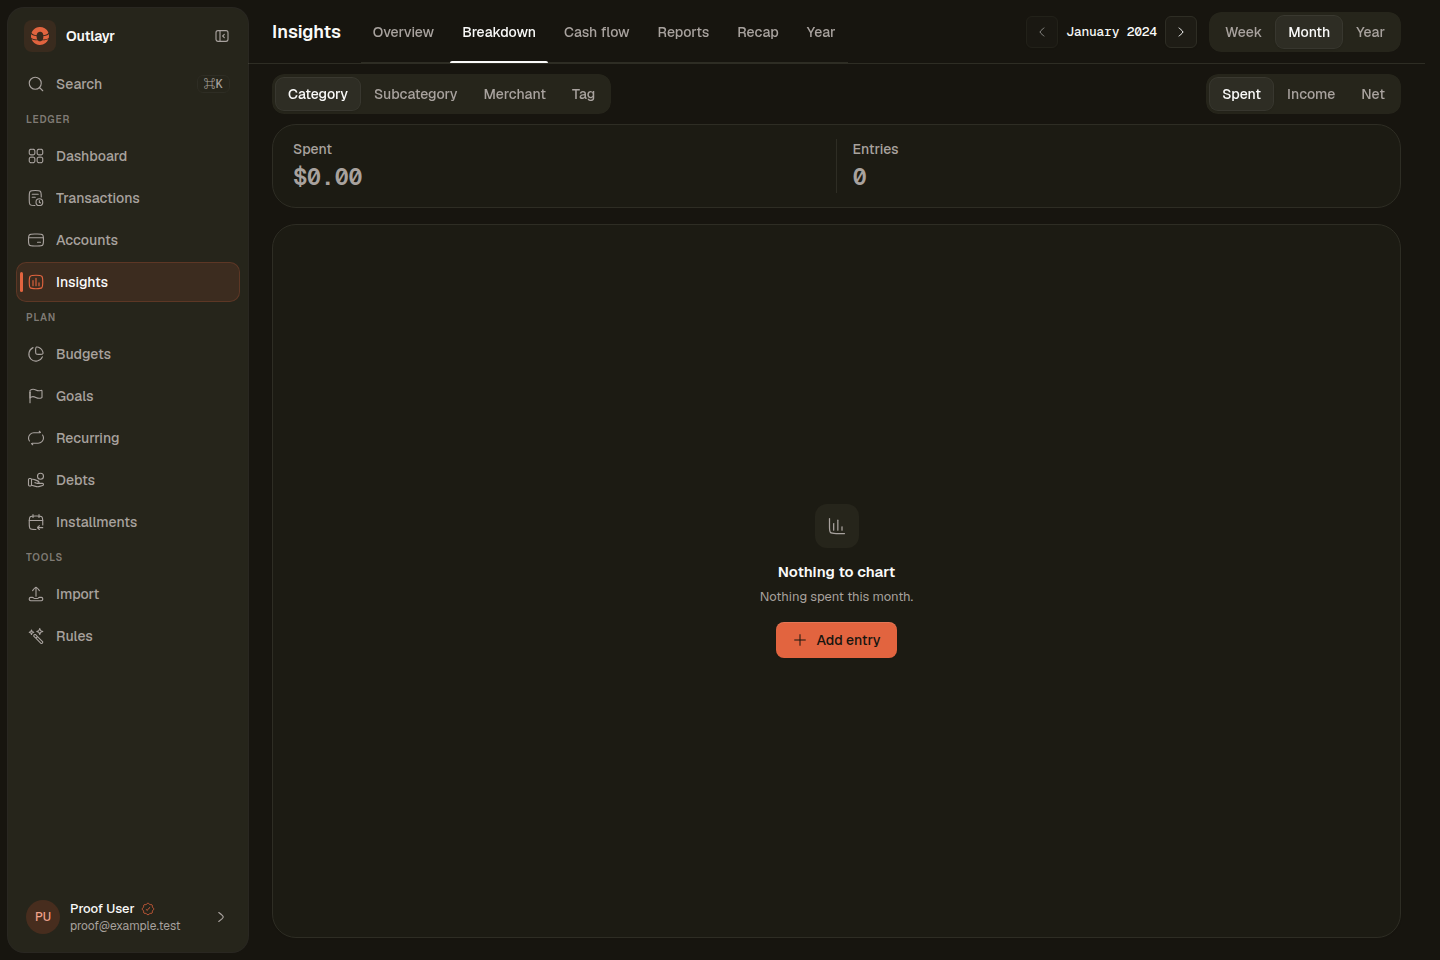 Outlayr
Search ⌘K
LEDGER
Dashboard
Transactions
Accounts
Insights
PLAN
Budgets
Goals
Recurring
Debts
Installments
TOOLS
Import
Rules
PU
Proof User
proof@example.test
Insights Overview Breakdown Cash flow Reports Recap Year
January 2024
Week Month Year
Category Subcategory Merchant Tag
Spent Income Net
Spent
$0.00
Entries
0
Nothing to chart
Nothing spent this month.
Add entry